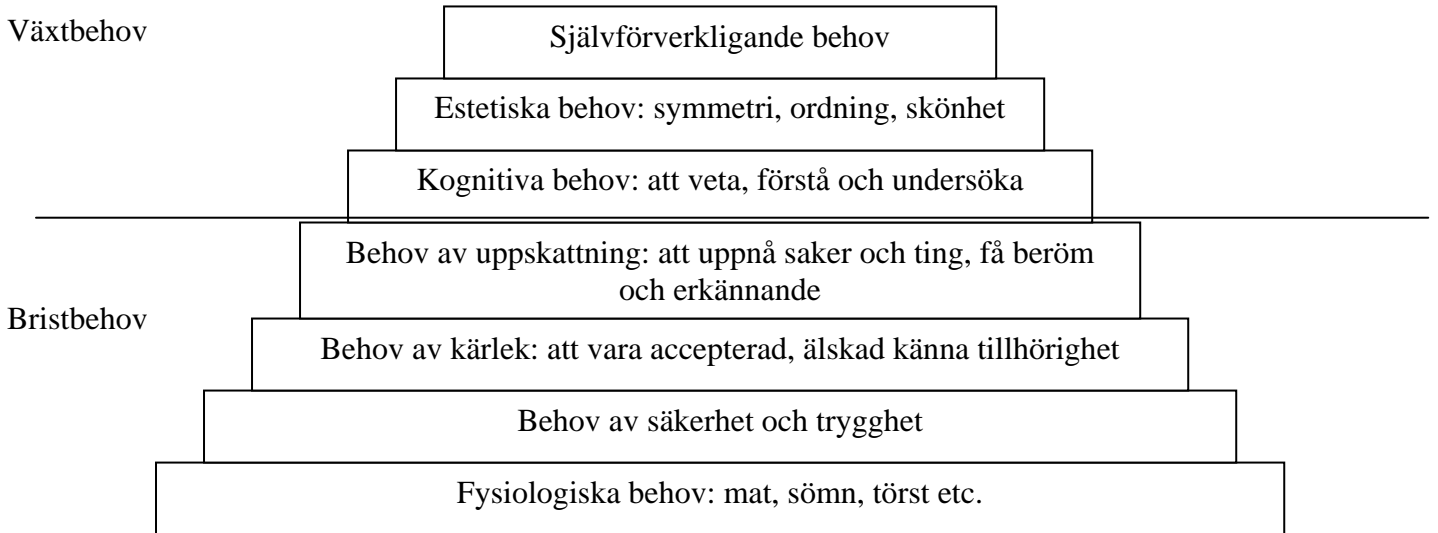 Växtbehov
Självförverkligande behov
Estetiska behov: symmetri, ordning, skönhet
Kognitiva behov: att veta, förstå och undersöka
Behov av uppskattning: att uppnå saker och ting, få beröm
och erkännande
Bristbehov
Behov av kärlek: att vara accepterad, älskad känna tillhörighet
Behov av säkerhet och trygghet
Fysiologiska behov: mat, sömn, törst etc.